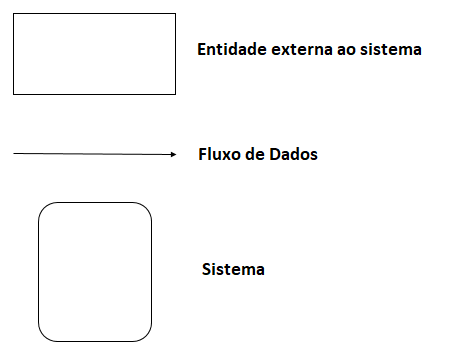 Entidade externa ao sistema
Fluxo de Dados
Sistema